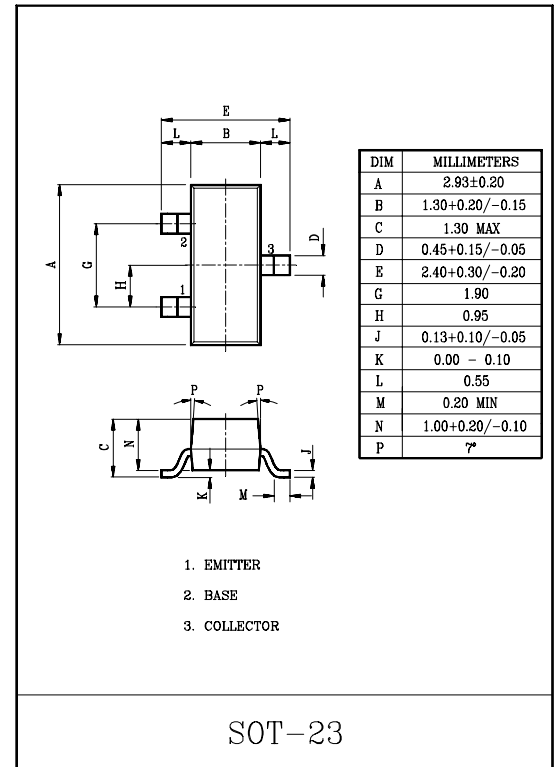 E
L B L
A
G
H
2
1
3
D
DIM MILLIMETERS
A 2.93±0.20
B 1.30+0.20/-0.15
C 1.30 MAX
D 0.45+0.15/-0.05
E 2.40+0.30/-0.20
G 1.90
H 0.95
J 0.13+0.10/-0.05
K 0.00 - 0.10
L 0.55
M 0.20 MIN
N 1.00+0.20/-0.10
P 7°
P P
C
N
K
M
J
1. EMITTER
2. BASE
3. COLLECTOR
SOT-23